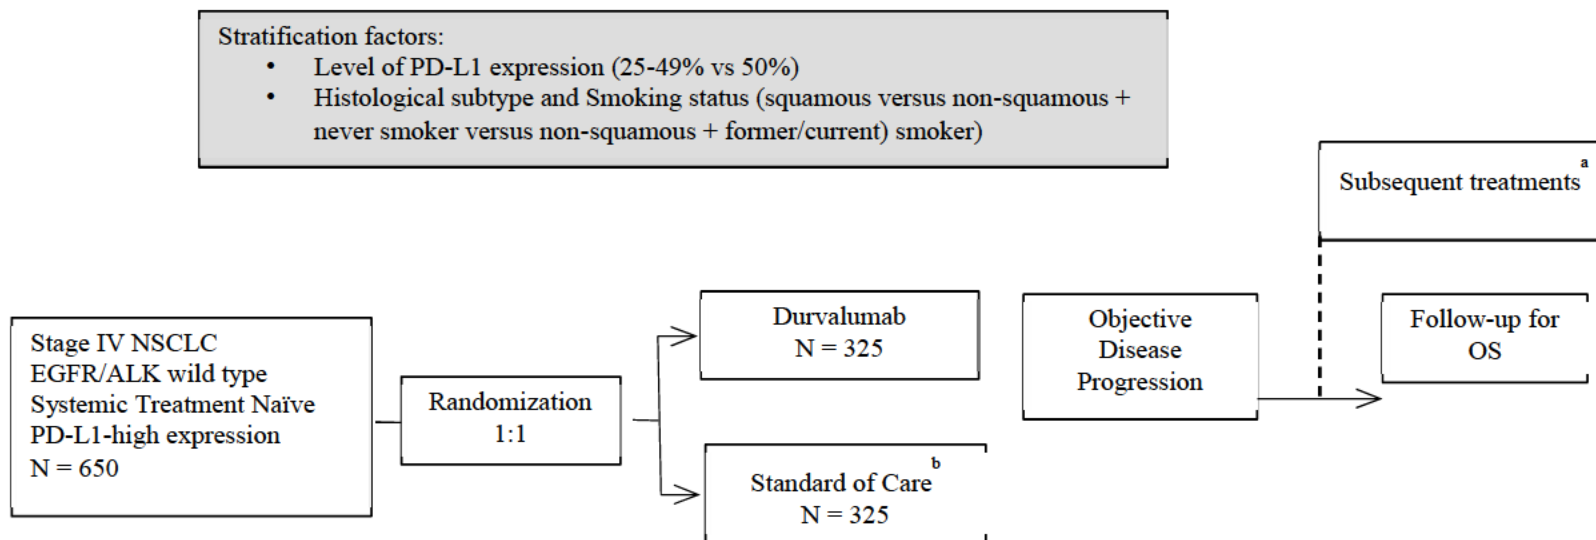 Stratification factors:
• Level of PD-L1 expression (25-49% vs 50%)
• Histological subtype and Smoking status (squamous versus non-squamous +
never smoker versus non-squamous + former/current) smoker)
Subsequent treatments a
Stage IV NSCLC
EGFR/ALK wild type
Systemic Treatment Naïve
PD-L1-high expression
N = 650
Randomization
1:1
Durvalumab
N = 325
Standard of Care b
N = 325
Objective
Disease
Progression
Follow-up for
OS